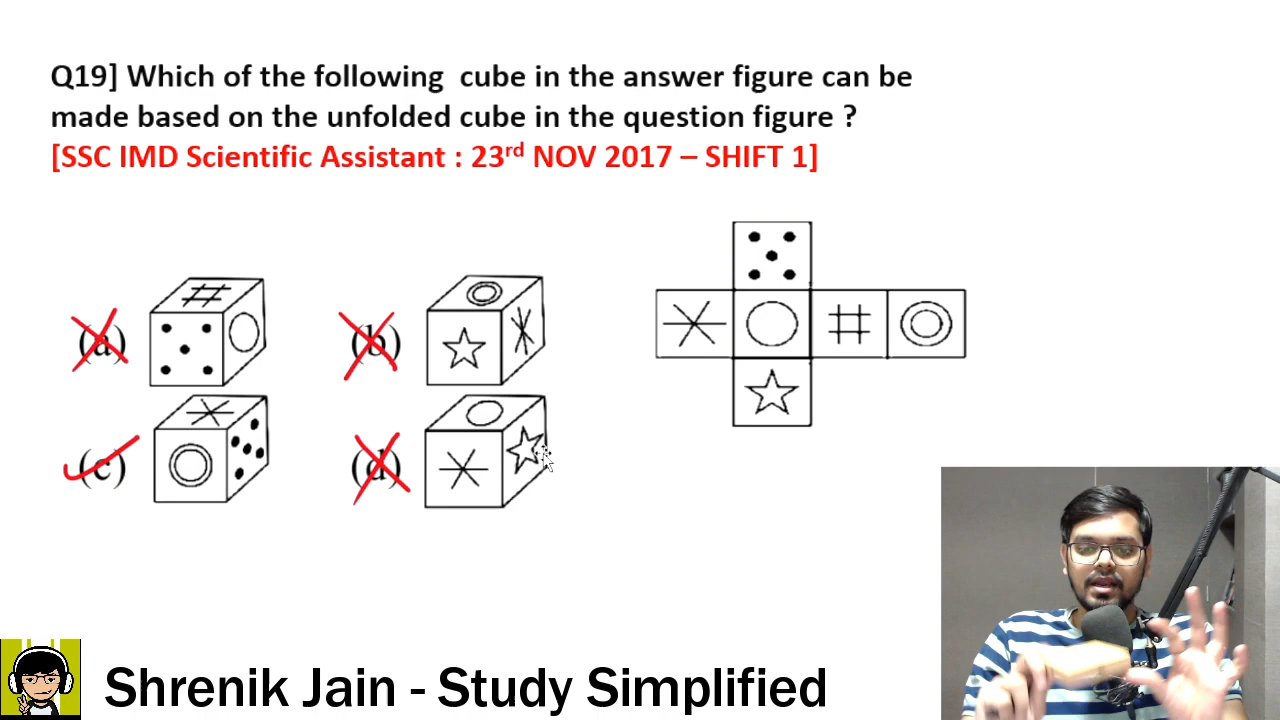 Q19] Which of the following cube in the answer figure can be
made based on the unfolded cube in the question figure ?
[SSC IMD Scientific Assistant : 23rd NOV 2017 – SHIFT 1]
(a)
(b)
(c)
(d)
Shrenik Jain - Study Simplified